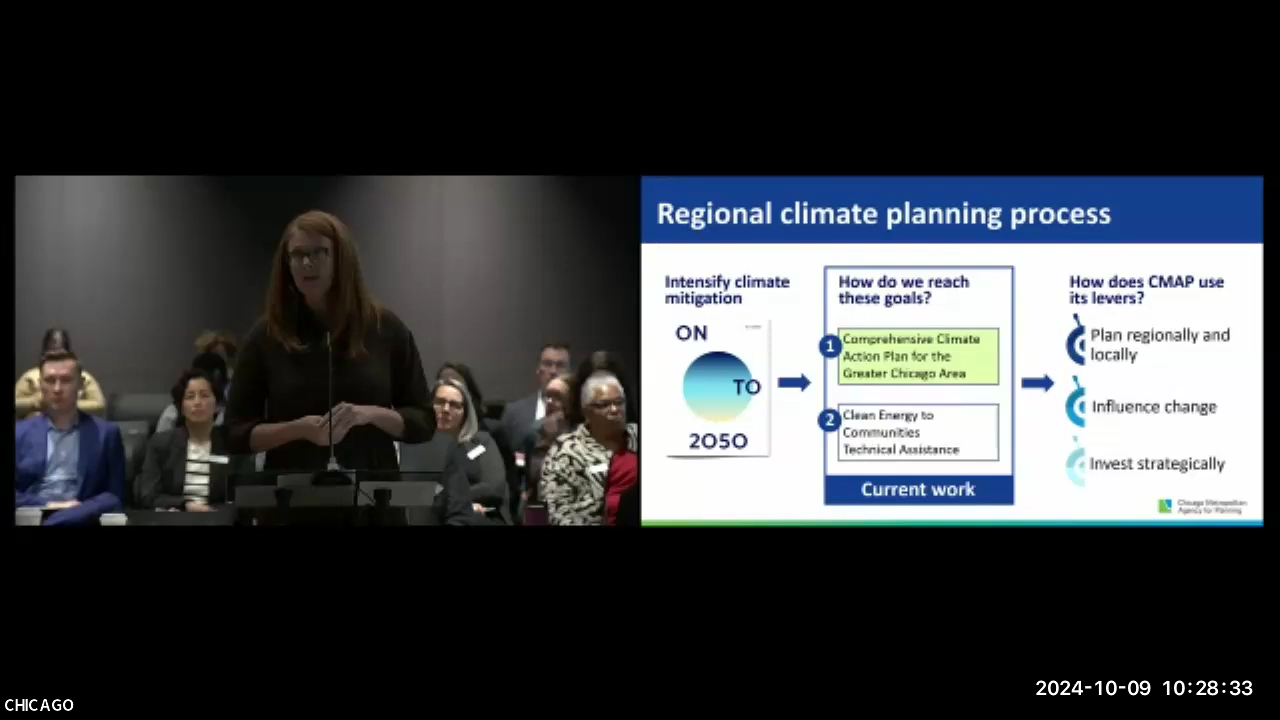 Regional climate planning process
Intensify climate
mitigation
ON
TO
2050
How do we reach
these goals?
1
Comprehensive Climate
Action Plan for the
Greater Chicago Area
2
Clean Energy to
Communities
Technical Assistance
Current work
How does CMAP use
its levers?
Plan regionally and
locally
Influence change
Invest strategically
Chicago Metropolitan
Agency for Planning
2024-10-09 10:28:33
CHICAGO